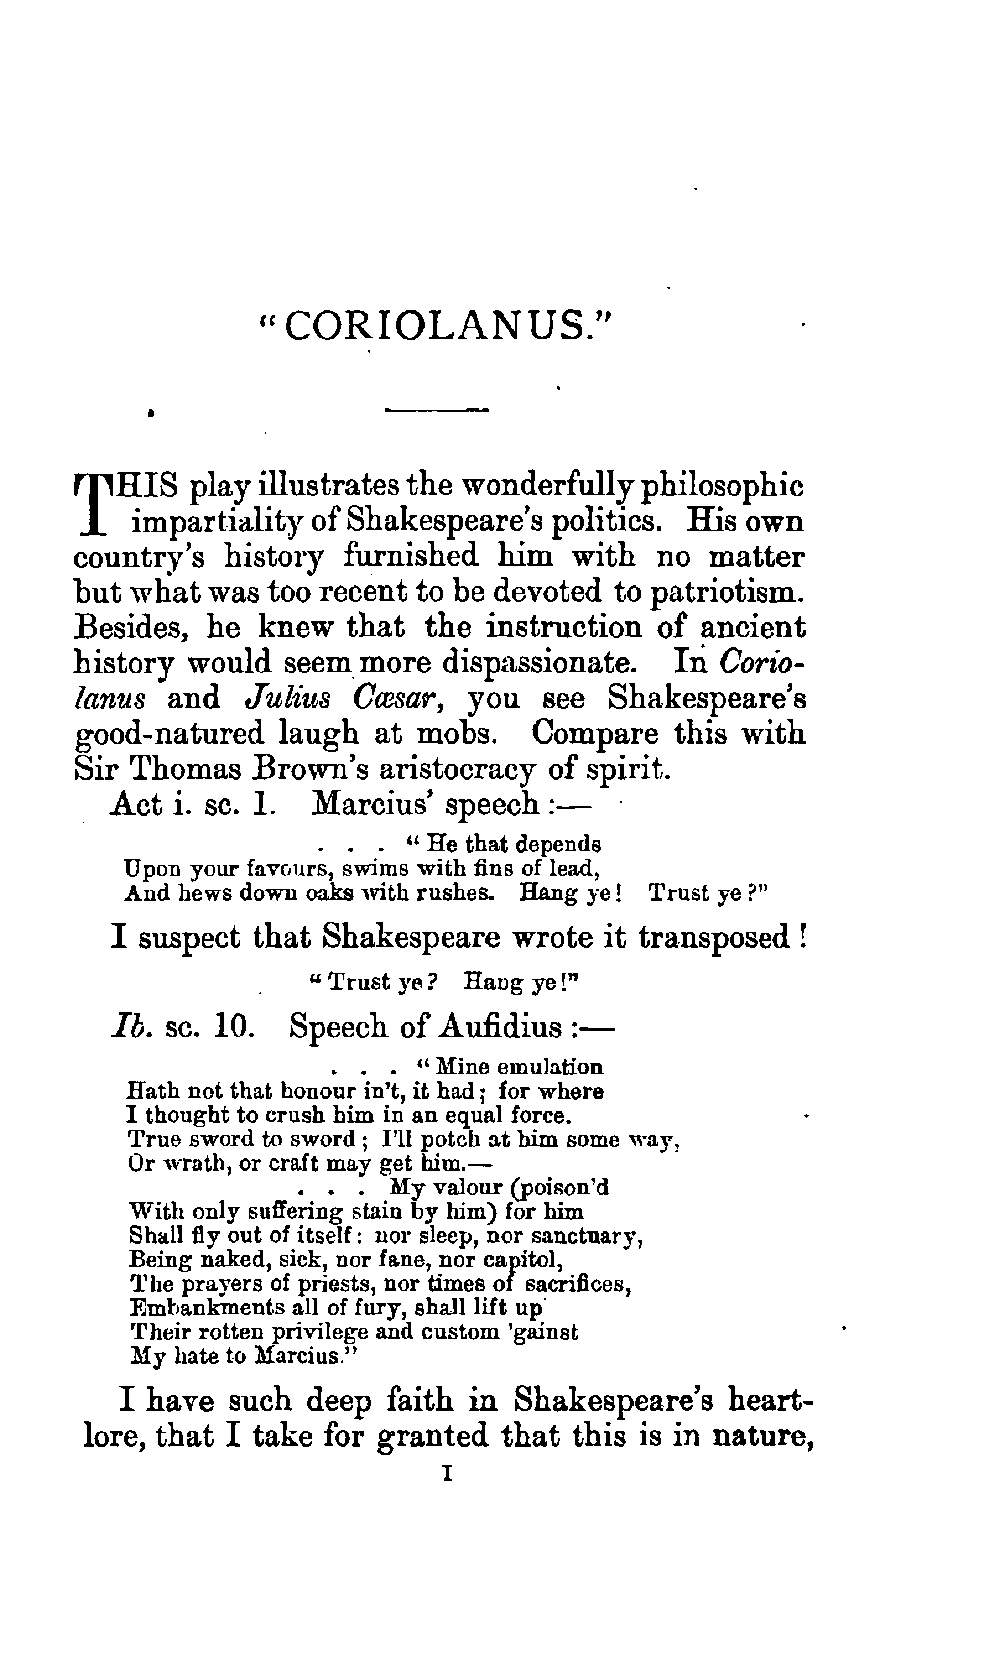 "CORIOLANUS."
THIS play illustrates the wonderfully philosophic
impartiality of Shakespeare's politics. His own
country's history furnished him with no matter
but what was too recent to be devoted to patriotism.
Besides, he knew that the instruction of ancient
history would seem more dispassionate. In Corio-
lanus and Julius Cæsar, you see Shakespeare's
good-natured laugh at mobs. Compare this with
Sir Thomas Brown's aristocracy of spirit.
Act i. sc. 1. Marcius' speech :—
. . . "He that depends
Upon your favours, swims with fins of lead,
And hews down oaks with rushes. Hang ye! Trust ye?"
I suspect that Shakespeare wrote it transposed!
"Trust ye? Hang ye!"
Ib. sc. 10. Speech of Aufidius :—
. . . "Mine emulation
Hath not that honour in't, it had; for where
I thought to crush him in an equal force.
True sword to sword; I'll potch at him some way,
Or wrath, or craft may get him.—
. . . My valour (poison'd
With only suffering stain by him) for him
Shall fly out of itself: nor sleep, nor sanctuary,
Being naked, sick, nor fane, nor capitol,
The prayers of priests, nor times of sacrifices,
Embankments all of fury, shall lift up
Their rotten privilege and custom 'gainst
My hate to Marcius."
I have such deep faith in Shakespeare's heart-
lore, that I take for granted that this is in nature,
I